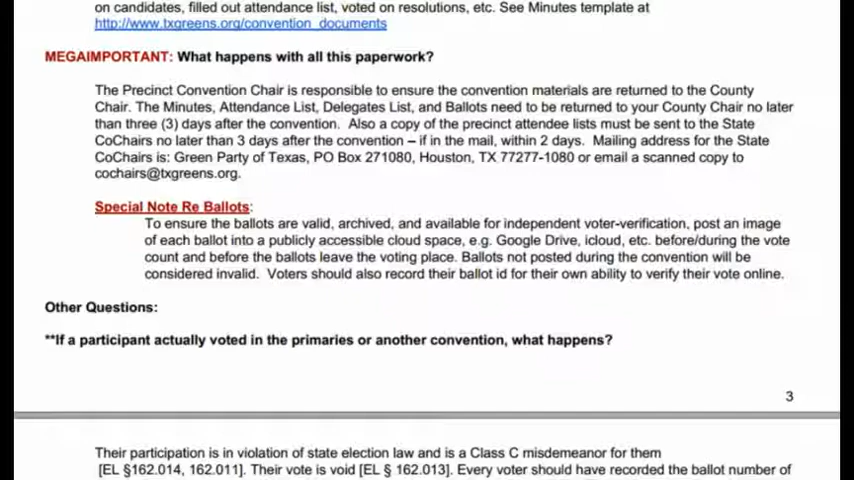 on candidates, filled out attendance list, voted on resolutions, etc. See Minutes template at
http://www.txgreens.org/convention_documents
MEGAIMPORTANT: What happens with all this paperwork?
The Precinct Convention Chair is responsible to ensure the convention materials are returned to the County
Chair. The Minutes, Attendance List, Delegates List, and Ballots need to be returned to your County Chair no later
than three (3) days after the convention.  Also a copy of the precinct attendee lists must be sent to the State
CoChairs no later than 3 days after the convention – if in the mail, within 2 days.  Mailing address for the State
CoChairs is: Green Party of Texas, PO Box 271080, Houston, TX 77277-1080 or email a scanned copy to
cochairs@txgreens.org.
Special Note Re Ballots:
To ensure the ballots are valid, archived, and available for independent voter-verification, post an image
of each ballot into a publicly accessible cloud space, e.g. Google Drive, icloud, etc. before/during the vote
count and before the ballots leave the voting place. Ballots not posted during the convention will be
considered invalid.  Voters should also record their ballot id for their own ability to verify their vote online.
Other Questions:
**If a participant actually voted in the primaries or another convention, what happens?
3
Their participation is in violation of state election law and is a Class C misdemeanor for them
[EL §162.014, 162.011]. Their vote is void [EL § 162.013]. Every voter should have recorded the ballot number of